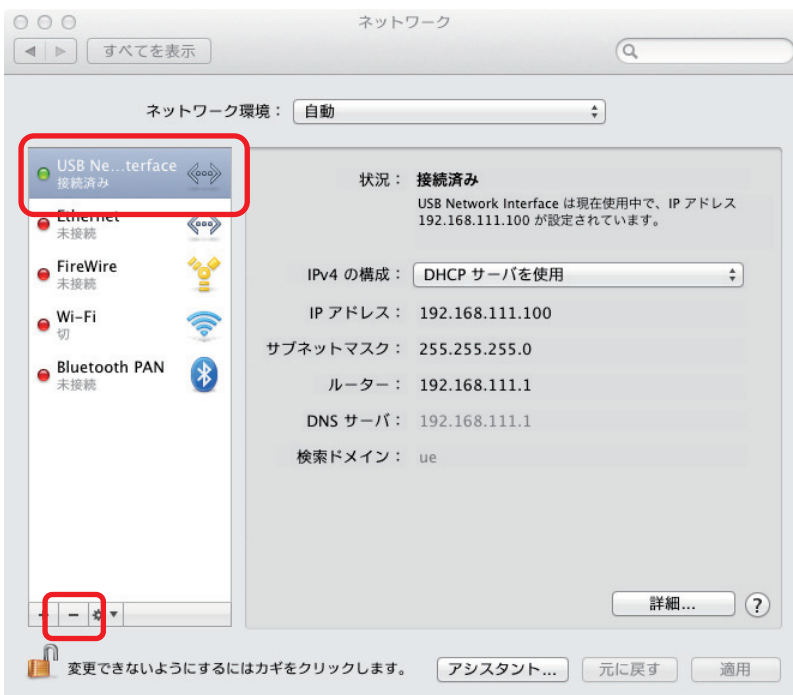 ネットワーク
すべてを表示
ネットワーク環境： 自動
USB Ne...terface
接続済み
Ethernet
未接続
FireWire
未接続
Wi-Fi
切
Bluetooth PAN
未接続
状況： 接続済み
USB Network Interface は現在使用中で、IP アドレス
192.168.111.100 が設定されています。
IPv4 の構成： DHCP サーバを使用
IP アドレス： 192.168.111.100
サブネットマスク： 255.255.255.0
ルーター： 192.168.111.1
DNS サーバ： 192.168.111.1
検索ドメイン： ue
+ −
詳細... ?
変更できないようにするにはカギをクリックします。 アシスタント... 元に戻す 適用